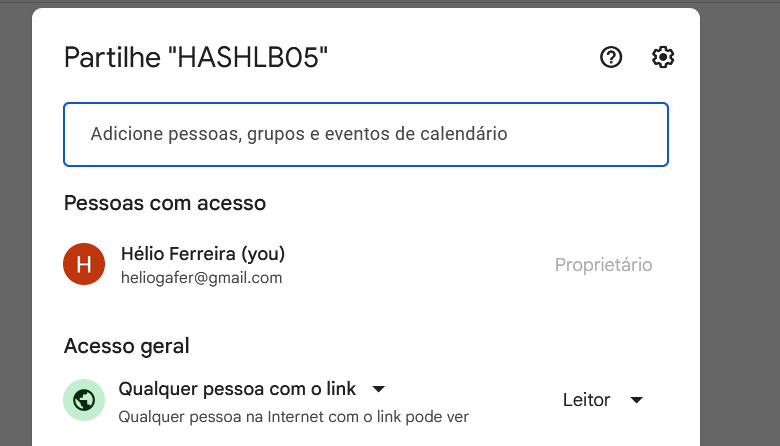 Partilhe "HASHLB05"
Adicione pessoas, grupos e eventos de calendário
Pessoas com acesso
H
Hélio Ferreira (you)
heliogafer@gmail.com
Proprietário
Acesso geral
Qualquer pessoa com o link
Qualquer pessoa na Internet com o link pode ver
Leitor